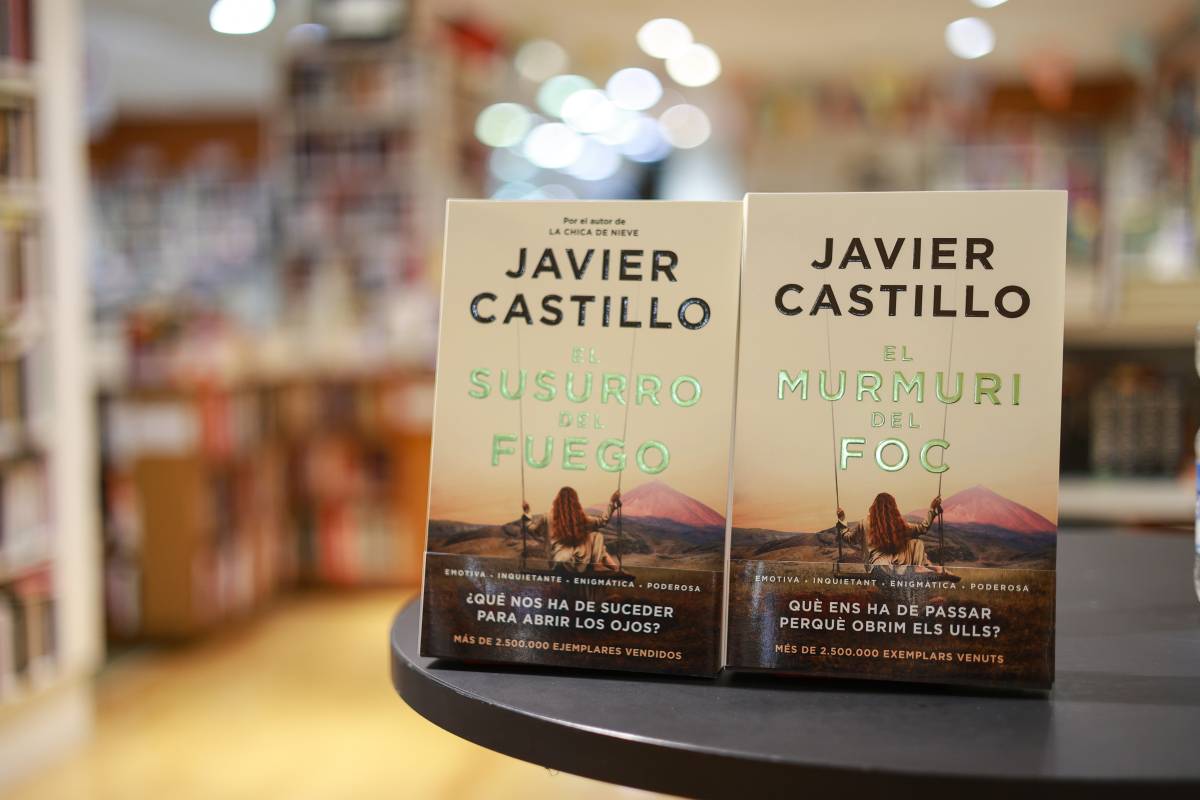 Por el autor de
LA CHICA DE NIEVE
JAVIER
CASTILLO
EL
SUSURRO
DEL
FUEGO
EMOTIVA • INQUIETANTE • ENIGMÁTICA • PODEROSA
¿QUÉ NOS HA DE SUCEDER
PARA ABRIR LOS OJOS?
MÁS DE 2.500.000 EJEMPLARES VENDIDOS
JAVIER
CASTILLO
EL
MURMURI
DEL
FOC
EMOTIVA • INQUIETANT • ENIGMÀTICA • PODEROSA
QUÈ ENS HA DE PASSAR
PERQUÈ OBRIM ELS ULLS?
MÉS DE 2.500.000 EXEMPLARS VENUTS